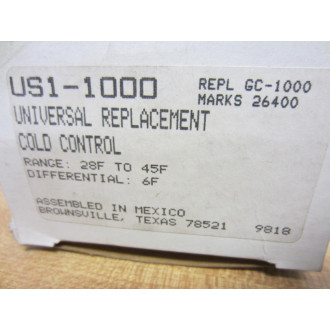 US1-1000 REPL GC-1000
MARKS 26400
UNIVERSAL REPLACEMENT
COLD CONTROL
RANGE: 28F TO 45F
DIFFERENTIAL: 6F
ASSEMBLED IN MEXICO
BROWNSVILLE, TEXAS 78521 9818